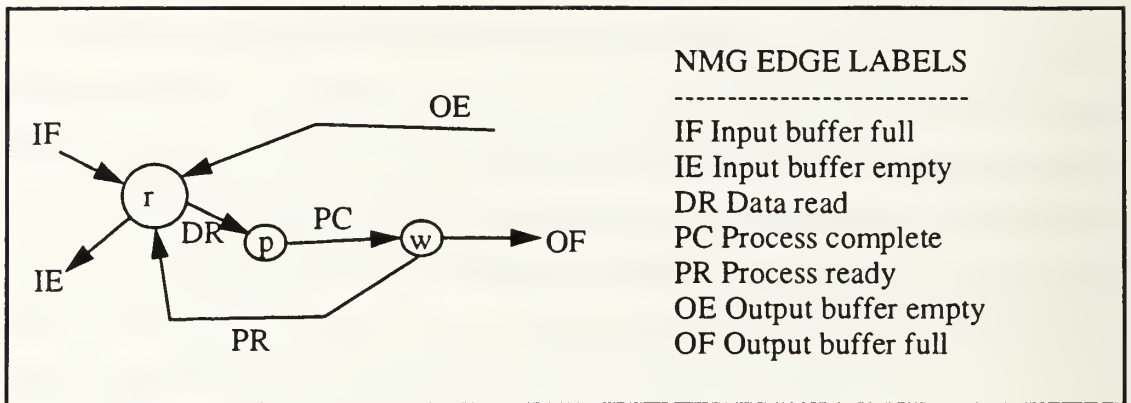 OE
IF
r
DR
p
PC
w
OF
IE
PR
NMG EDGE LABELS
----------------------------
IF Input buffer full
IE Input buffer empty
DR Data read
PC Process complete
PR Process ready
OE Output buffer empty
OF Output buffer full